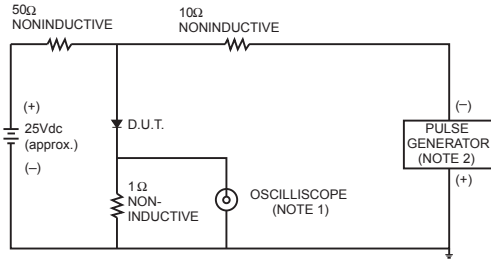 50Ω
NONINDUCTIVE
10Ω
NONINDUCTIVE
(+)
25Vdc
(approx.)
(–)
D.U.T.
1Ω
NON-
INDUCTIVE
OSCILLISCOPE
(NOTE 1)
(–)
PULSE
GENERATOR
(NOTE 2)
(+)